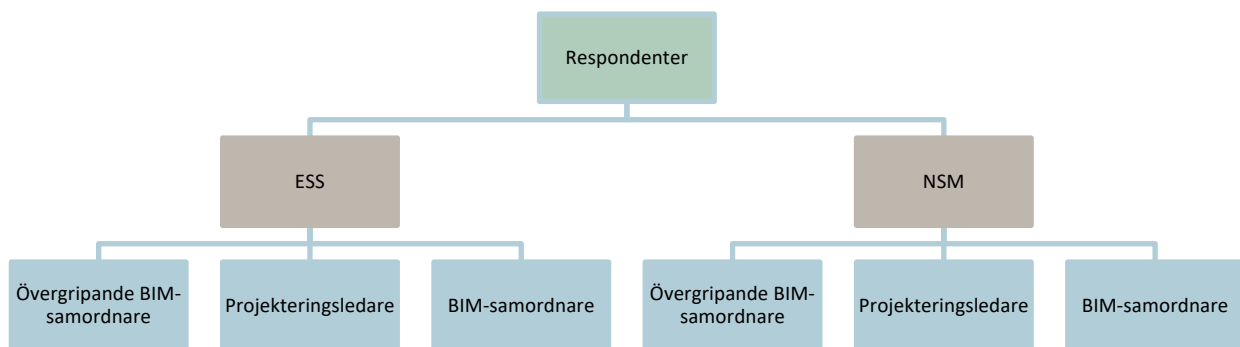 Respondenter
ESS
NSM
Övergripande BIM-
samordnare
Projekteringsledare
BIM-samordnare
Övergripande BIM-
samordnare
Projekteringsledare
BIM-samordnare